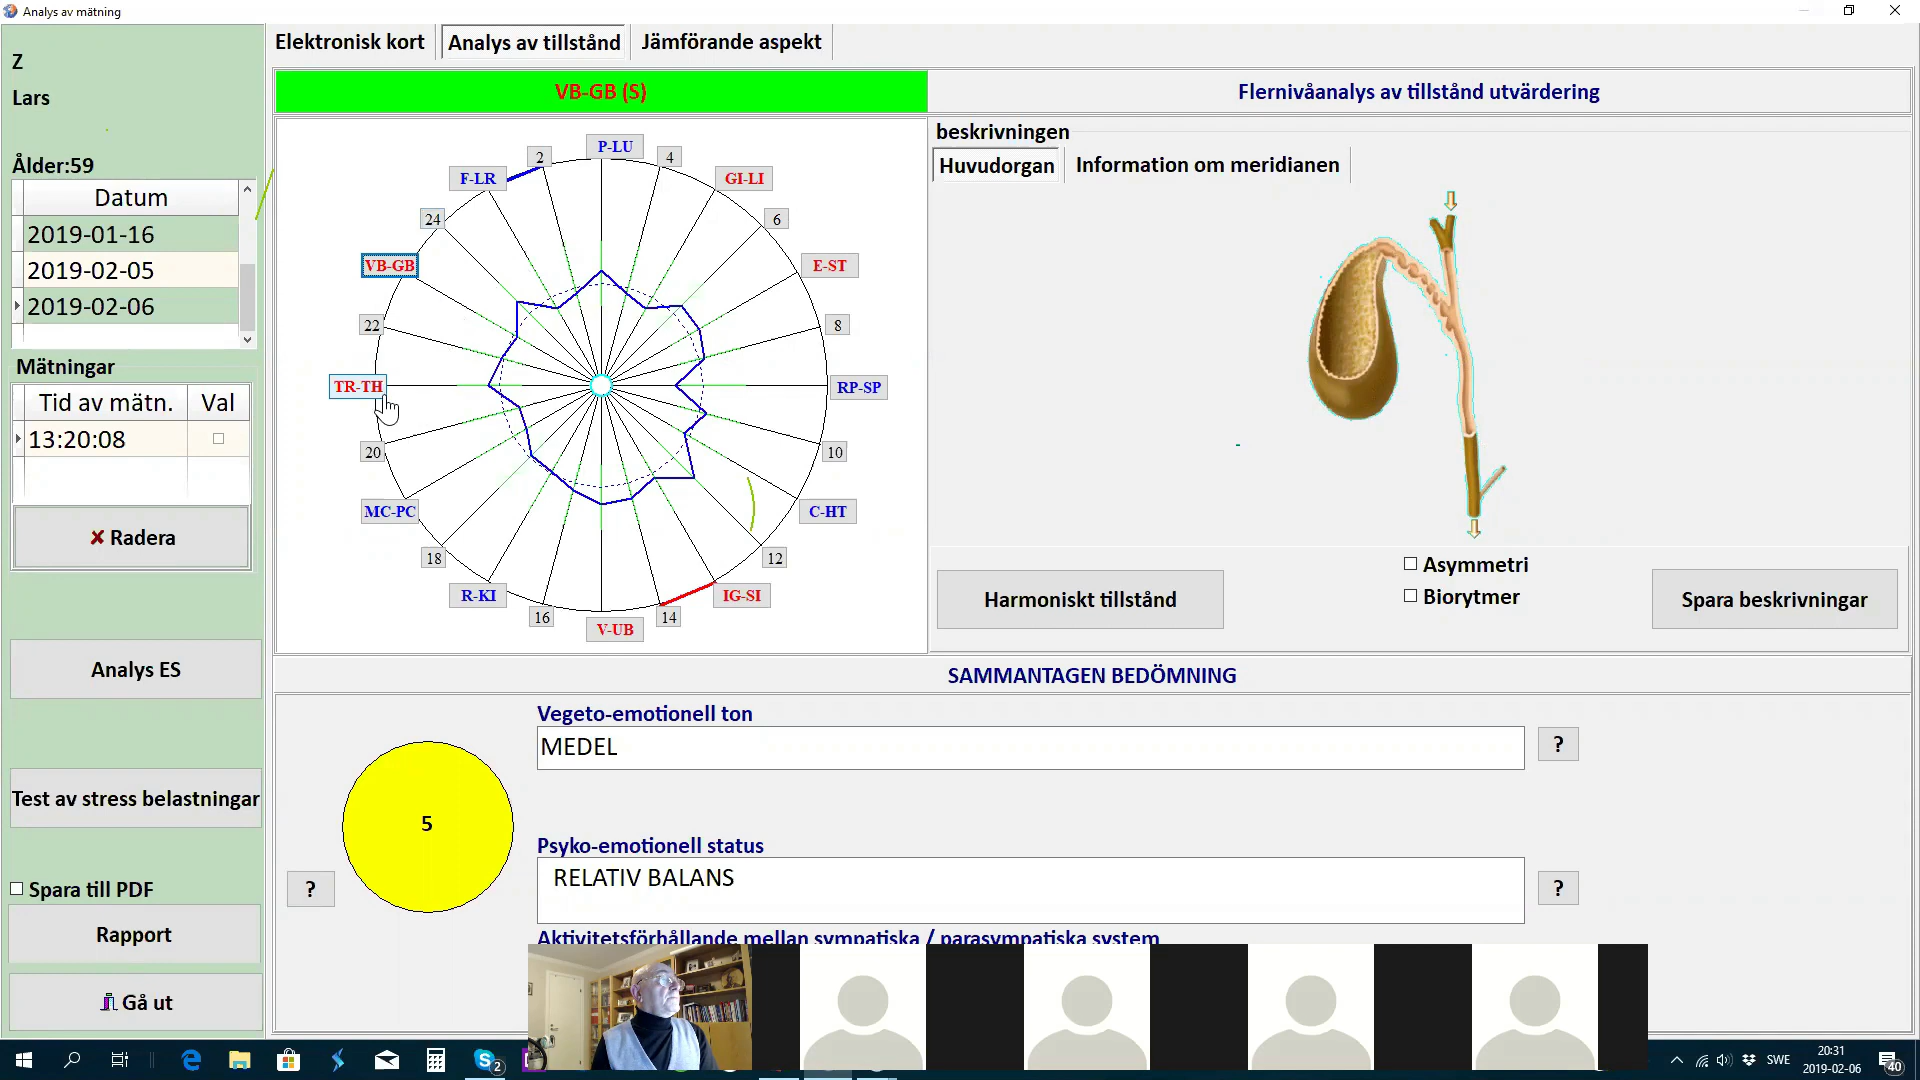 Analys av mätning
Z
Lars
Ålder:59
Datum
2019-01-16
2019-02-05
2019-02-06
Mätningar
Tid av mätn. Val
13:20:08
Radera
Analys ES
Test av stress belastningar
Spara till PDF
Rapport
Gå ut
Elektronisk kort
Analys av tillstånd
Jämförande aspekt
VB-GB (S)
P-LU
4
GI-LI
6
E-ST
8
RP-SP
10
C-HT
12
IG-SI
14
V-UB
16
R-KI
18
MC-PC
20
TR-TH
22
VB-GB
24
F-LR
2
Flernivåanalys av tillstånd utvärdering
beskrivningen
Huvudorgan
Information om meridianen
Harmoniskt tillstånd
Asymmetri
Biorytmer
Spara beskrivningar
SAMMANTAGEN BEDÖMNING
5
?
Vegeto-emotionell ton
MEDEL
?
Psyko-emotionell status
RELATIV BALANS
?
Aktivitetsförhållande mellan sympatiska / parasympatiska system
2
SWE
20:31
2019-02-06
40